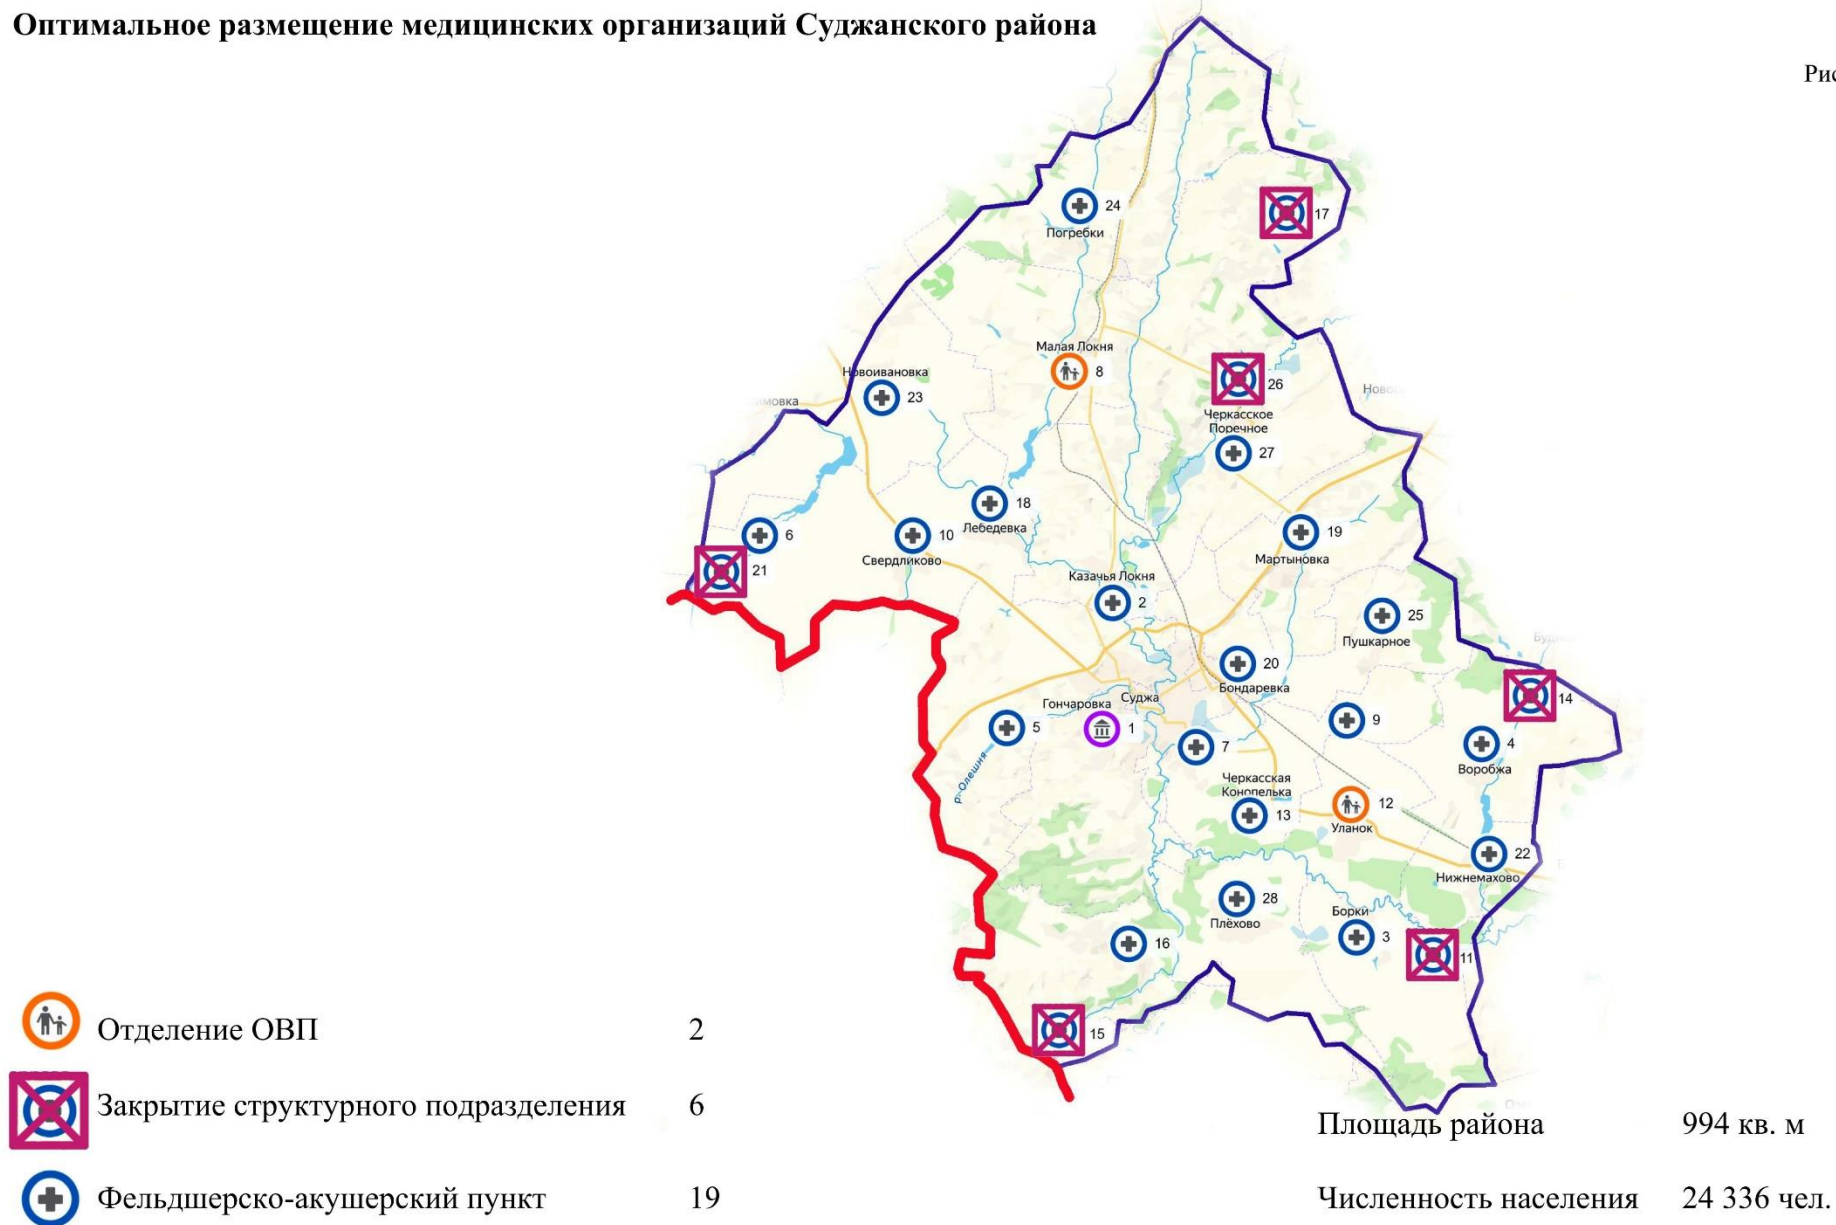 Оптимальное размещение медицинских организаций Суджанского района
Рис
24
Погребки
17
Малая Локня
8
Новоивановка
23
имовка
26
Черкасское
Поречное
27
18
Лебедевка
10
Свердликово
6
21
19
Мартыновка
Казачья Локня
2
25
Пушкарное
20
Бондаревка
14
Гончаровка
Суджа
5
1
9
7
4
Воробжа
р. Олешня
Черкасская
Конопелька
13
12
Уланок
22
Нижнемахово
28
Плёхово
Борки
3
16
11
15
Отделение ОВП 2
Закрытие структурного подразделения 6
Фельдшерско-акушерский пункт 19
Площадь района 994 кв. м
Численность населения 24 336 чел.